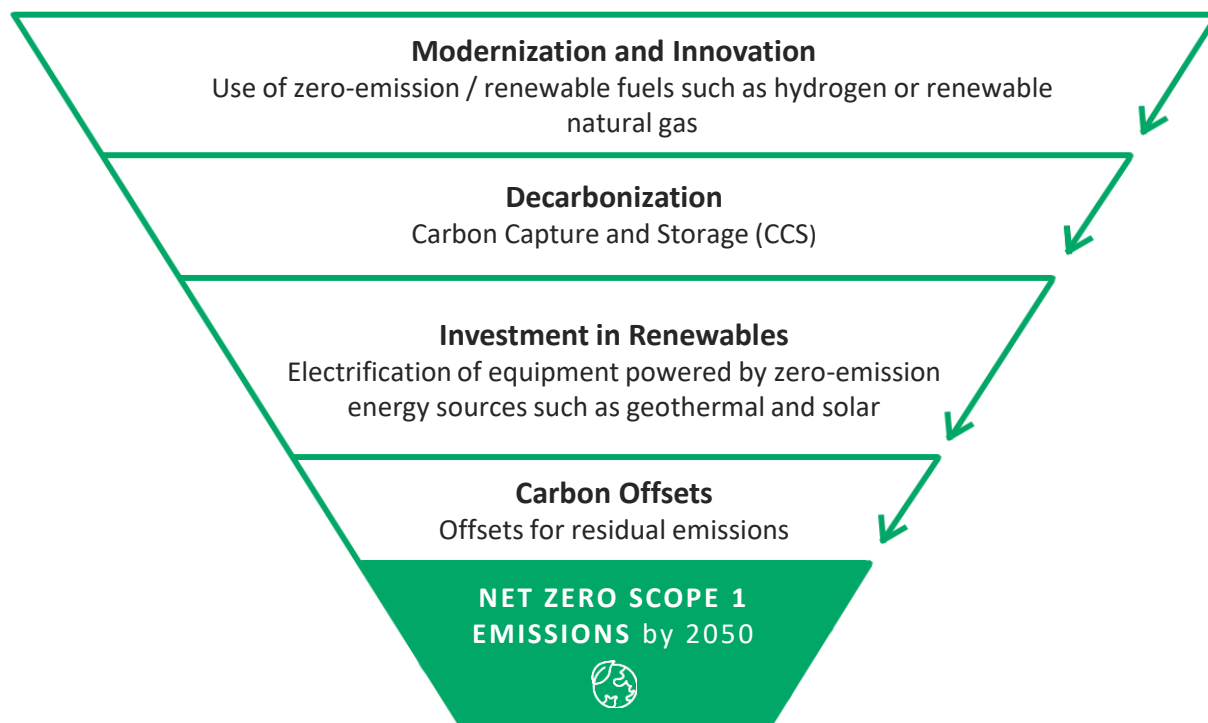 Modernization and Innovation
Use of zero-emission / renewable fuels such as hydrogen or renewable
natural gas
Decarbonization
Carbon Capture and Storage (CCS)
Investment in Renewables
Electrification of equipment powered by zero-emission
energy sources such as geothermal and solar
Carbon Offsets
Offsets for residual emissions
NET ZERO SCOPE 1
EMISSIONS by 2050